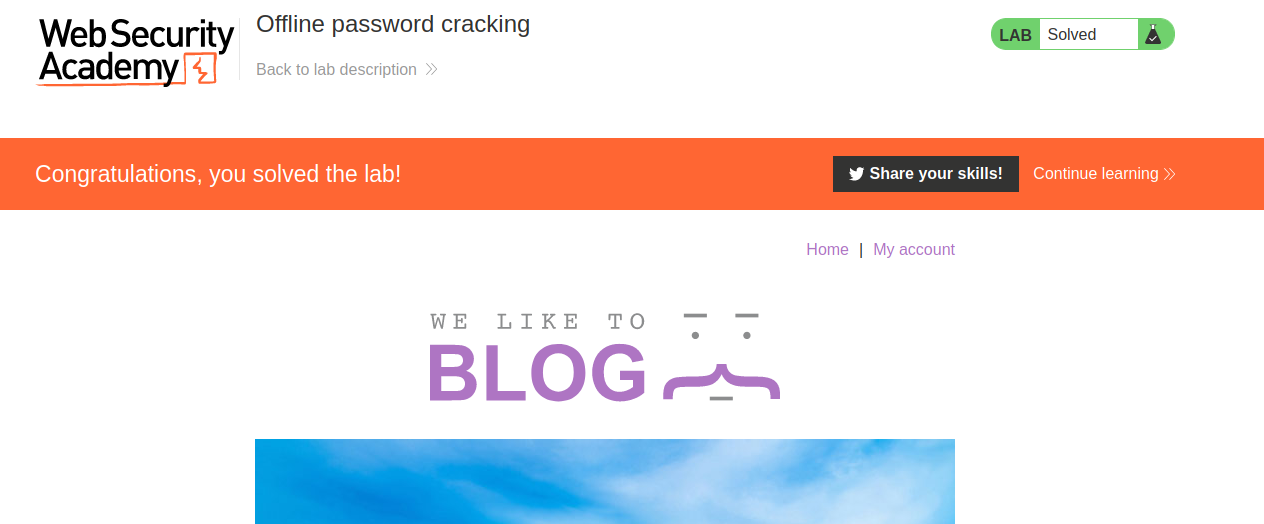 Web Security
Academy
Offline password cracking
Back to lab description
LAB Solved
Congratulations, you solved the lab!
Share your skills! Continue learning
Home | My account
WE LIKE TO
BLOG